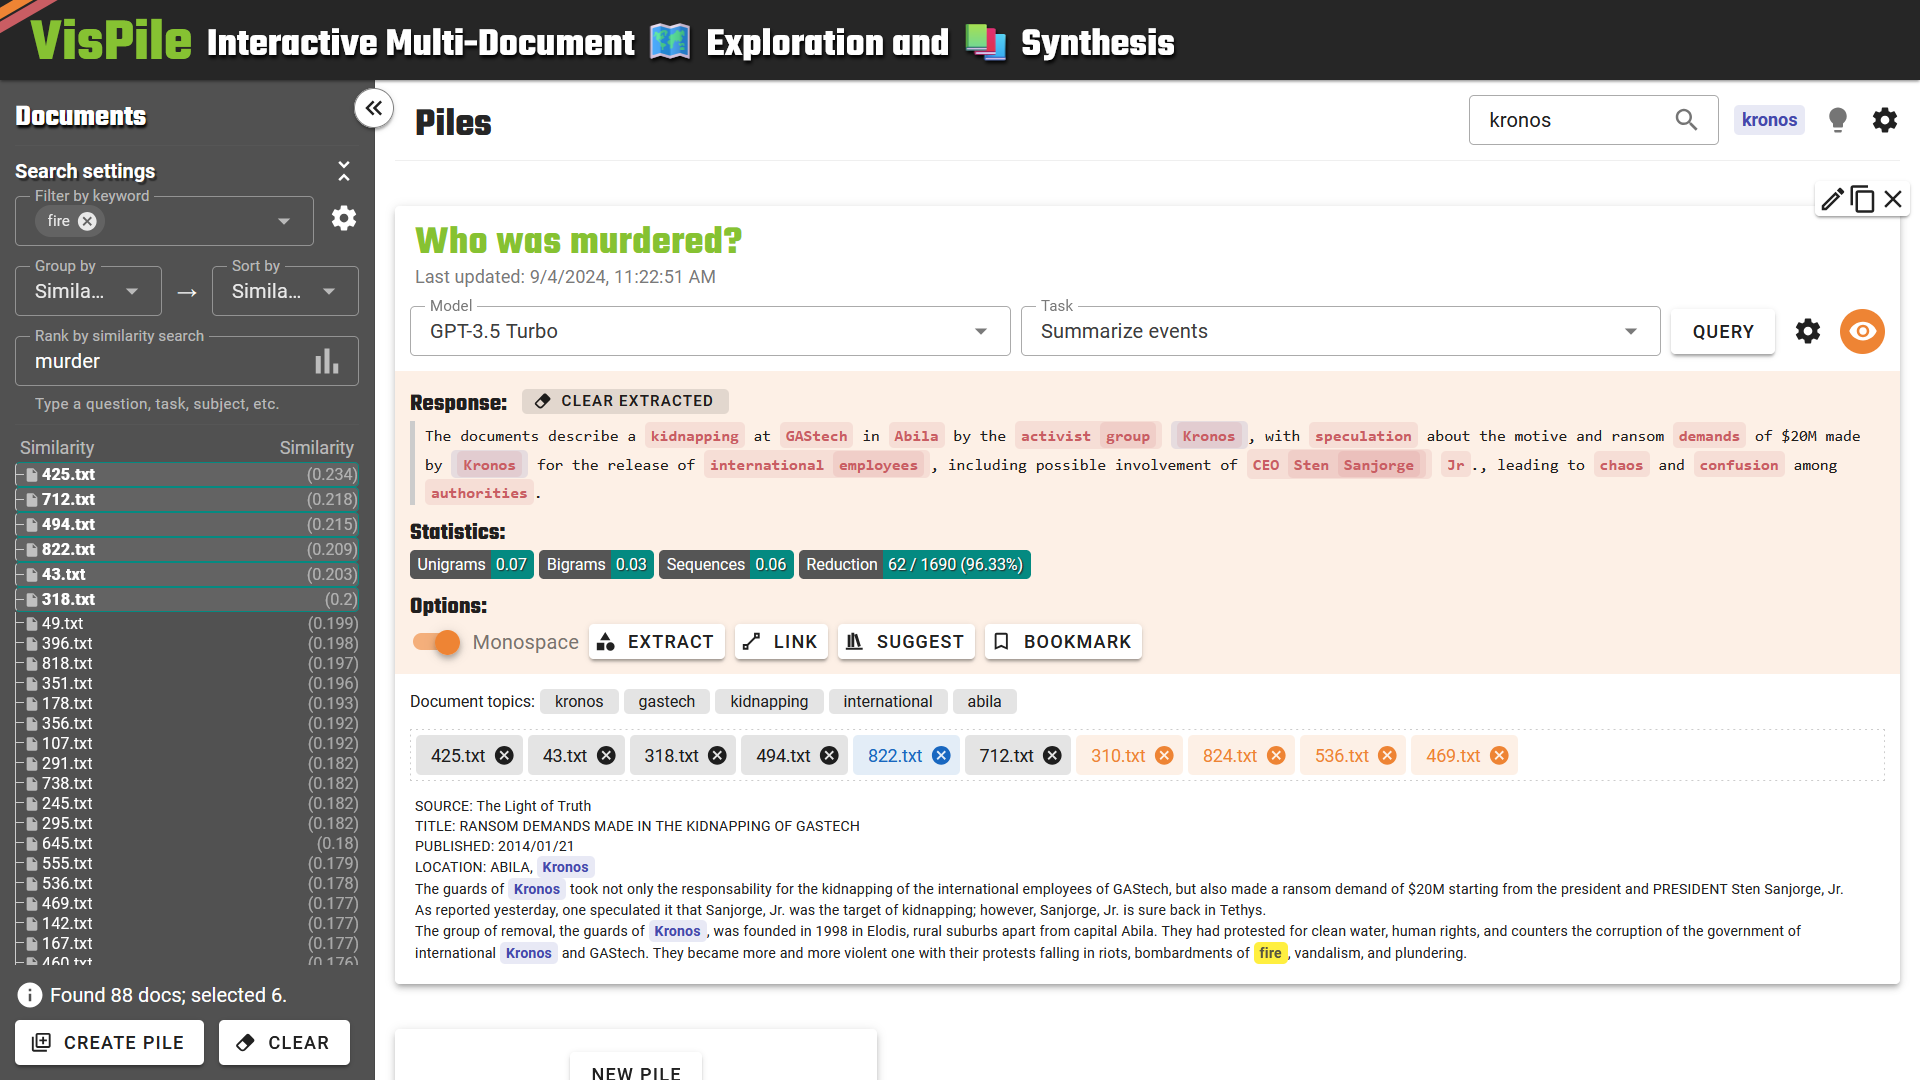 VisPile Interactive Multi-Document Exploration and Synthesis
Documents
Search settings
Filter by keyword
fire
Group by
Simila...
→
Sort by
Simila...
Rank by similarity search
murder
Type a question, task, subject, etc.
Similarity Similarity
425.txt (0.234)
712.txt (0.218)
494.txt (0.215)
822.txt (0.209)
43.txt (0.203)
318.txt (0.2)
49.txt (0.199)
396.txt (0.198)
818.txt (0.197)
351.txt (0.196)
178.txt (0.193)
356.txt (0.192)
107.txt (0.192)
291.txt (0.182)
738.txt (0.182)
245.txt (0.182)
295.txt (0.182)
645.txt (0.18)
555.txt (0.179)
536.txt (0.178)
469.txt (0.177)
142.txt (0.177)
167.txt (0.177)
460.txt (0.176)
Found 88 docs; selected 6.
CREATE PILE CLEAR
Piles
kronos
kronos
Who was murdered?
Last updated: 9/4/2024, 11:22:51 AM
Model
GPT-3.5 Turbo
Task
Summarize events
QUERY
Response: CLEAR EXTRACTED
The documents describe a kidnapping at GAStech in Abila by the activist group Kronos, with speculation about the motive and ransom demands of $20M made
by Kronos for the release of international employees, including possible involvement of CEO Sten Sanjorge Jr., leading to chaos and confusion among
authorities.
Statistics:
Unigrams 0.07 Bigrams 0.03 Sequences 0.06 Reduction 62 / 1690 (96.33%)
Options:
Monospace EXTRACT LINK SUGGEST BOOKMARK
Document topics: kronos gastech kidnapping international abila
425.txt 43.txt 318.txt 494.txt 822.txt 712.txt 310.txt 824.txt 536.txt 469.txt
SOURCE: The Light of Truth
TITLE: RANSOM DEMANDS MADE IN THE KIDNAPPING OF GASTECH
PUBLISHED: 2014/01/21
LOCATION: ABILA, Kronos
The guards of Kronos took not only the responsability for the kidnapping of the international employees of GAStech, but also made a ransom demand of $20M starting from the president and PRESIDENT Sten Sanjorge, Jr.
As reported yesterday, one speculated it that Sanjorge, Jr. was the target of kidnapping; however, Sanjorge, Jr. is sure back in Tethys.
The group of removal, the guards of Kronos, was founded in 1998 in Elodis, rural suburbs apart from capital Abila. They had protested for clean water, human rights, and counters the corruption of the government of
international Kronos and GAStech. They became more and more violent one with their protests falling in riots, bombardments of fire, vandalism, and plundering.
NEW PILE